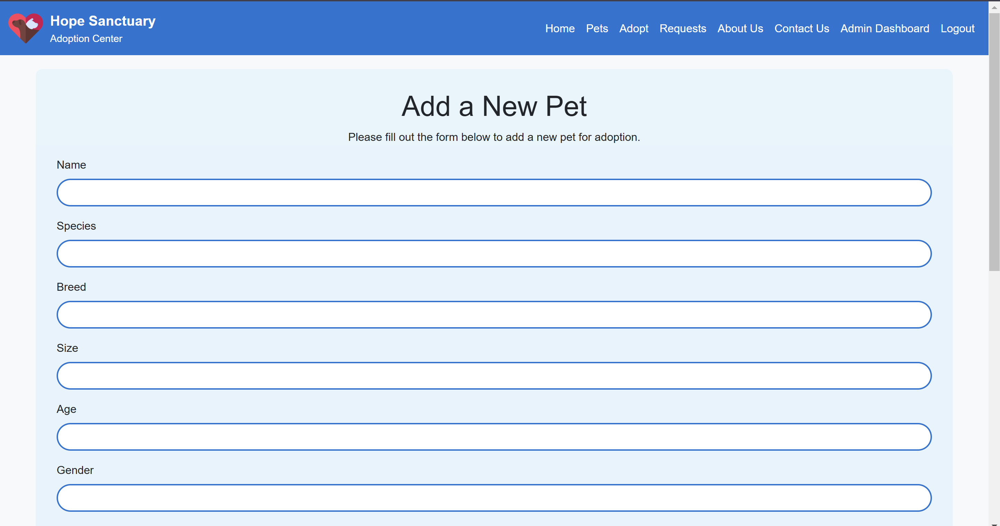 Hope Sanctuary
Adoption Center
Home Pets Adopt Requests About Us Contact Us Admin Dashboard Logout
Add a New Pet
Please fill out the form below to add a new pet for adoption.
Name
Species
Breed
Size
Age
Gender